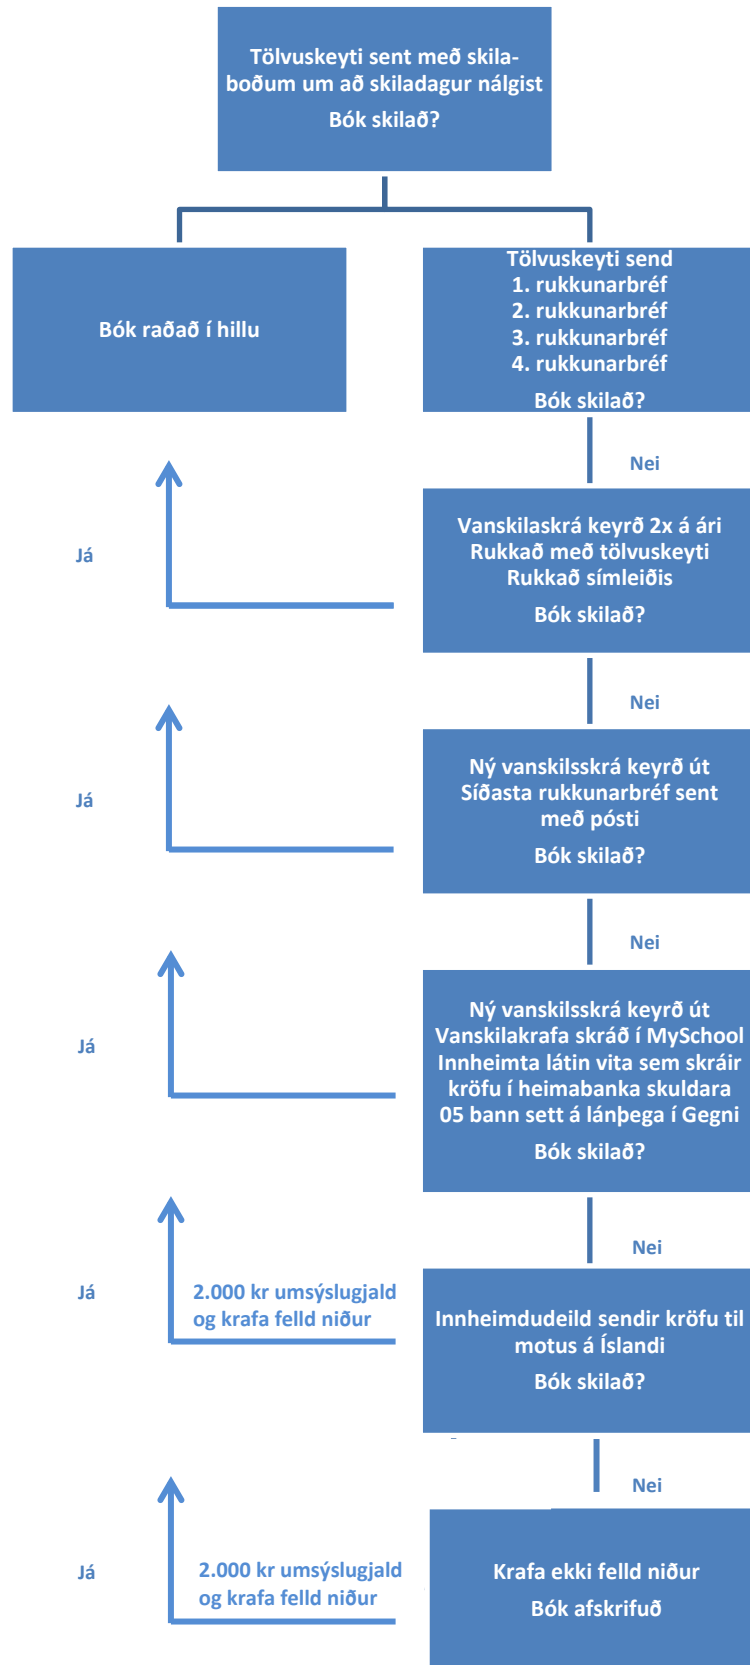 Tölvuskeyti sent með skila-
boðum um að skiladagur nálgist
Bók skilað?
Bók raðað í hillu
Tölvuskeyti send
1. rukkunarbréf
2. rukkunarbréf
3. rukkunarbréf
4. rukkunarbréf
Bók skilað?
Nei
Já
Vanskilaskrá keyrð 2x á ári
Rukkað með tölvuskeyti
Rukkað símleiðis
Bók skilað?
Nei
Já
Ný vanskilsskrá keyrð út
Síðasta rukkunarbréf sent
með pósti
Bók skilað?
Nei
Já
Ný vanskilsskrá keyrð út
Vanskilakrafa skráð í MySchool
Innheimta látin vita sem skráir
kröfu í heimabanka skuldara
05 bann sett á lánþega í Gegni
Bók skilað?
Nei
Já
2.000 kr umsýslugjald
og krafa felld niður
Innheimdudeild sendir kröfu til
motus á Íslandi
Bók skilað?
Nei
Já
2.000 kr umsýslugjald
og krafa felld niður
Krafa ekki felld niður
Bók afskrifuð